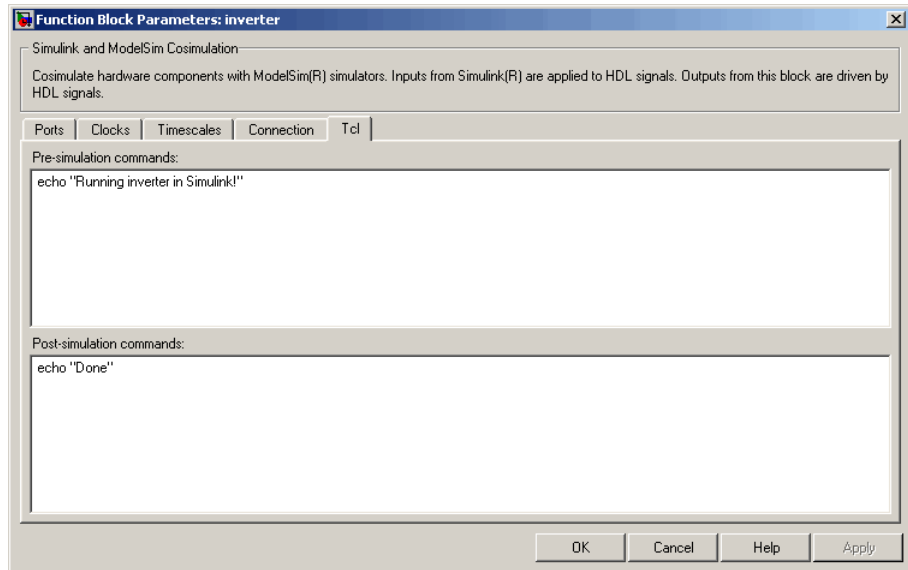 Function Block Parameters: inverter
Simulink and ModelSim Cosimulation
Cosimulate hardware components with ModelSim(R) simulators. Inputs from Simulink(R) are applied to HDL signals. Outputs from this block are driven by
HDL signals.
Ports Clocks Timescales Connection Tcl
Pre-simulation commands:
echo "Running inverter in Simulink!"
Post-simulation commands:
echo "Done"
OK Cancel Help Apply